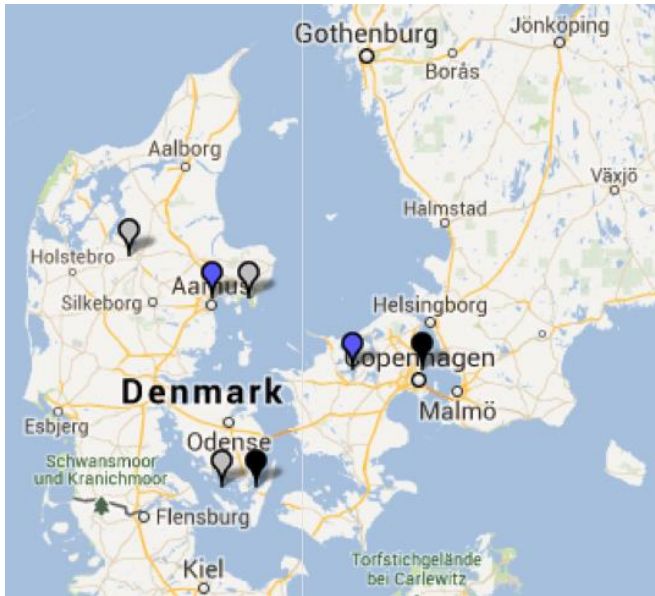 Gothenburg
Jönköping
Borås
Aalborg
Växjö
Halmstad
Holstebro
Silkeborg
Aarhus
Helsingborg
Copenhagen
Denmark
Malmö
Esbjerg
Odense
Schwansmoor
und Kranichmoor
Flensburg
Kiel
Torfstichgelände
bei Carlewitz